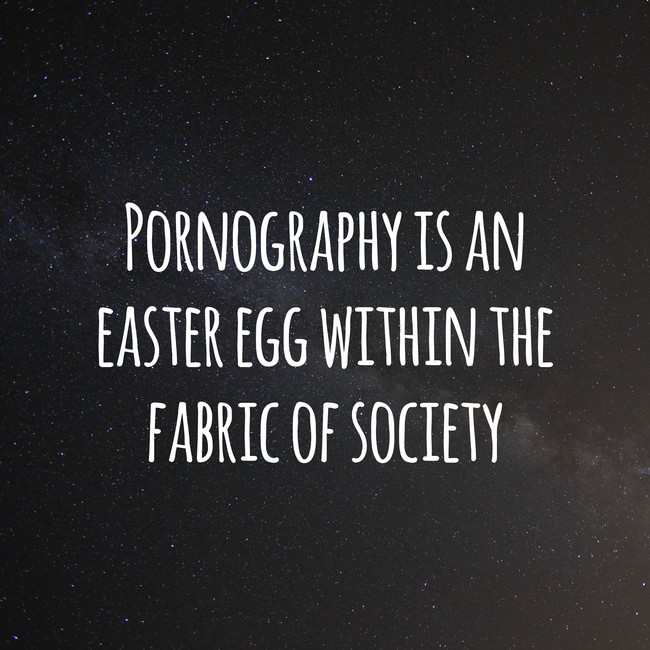 Pornography is an
easter egg within the
fabric of society